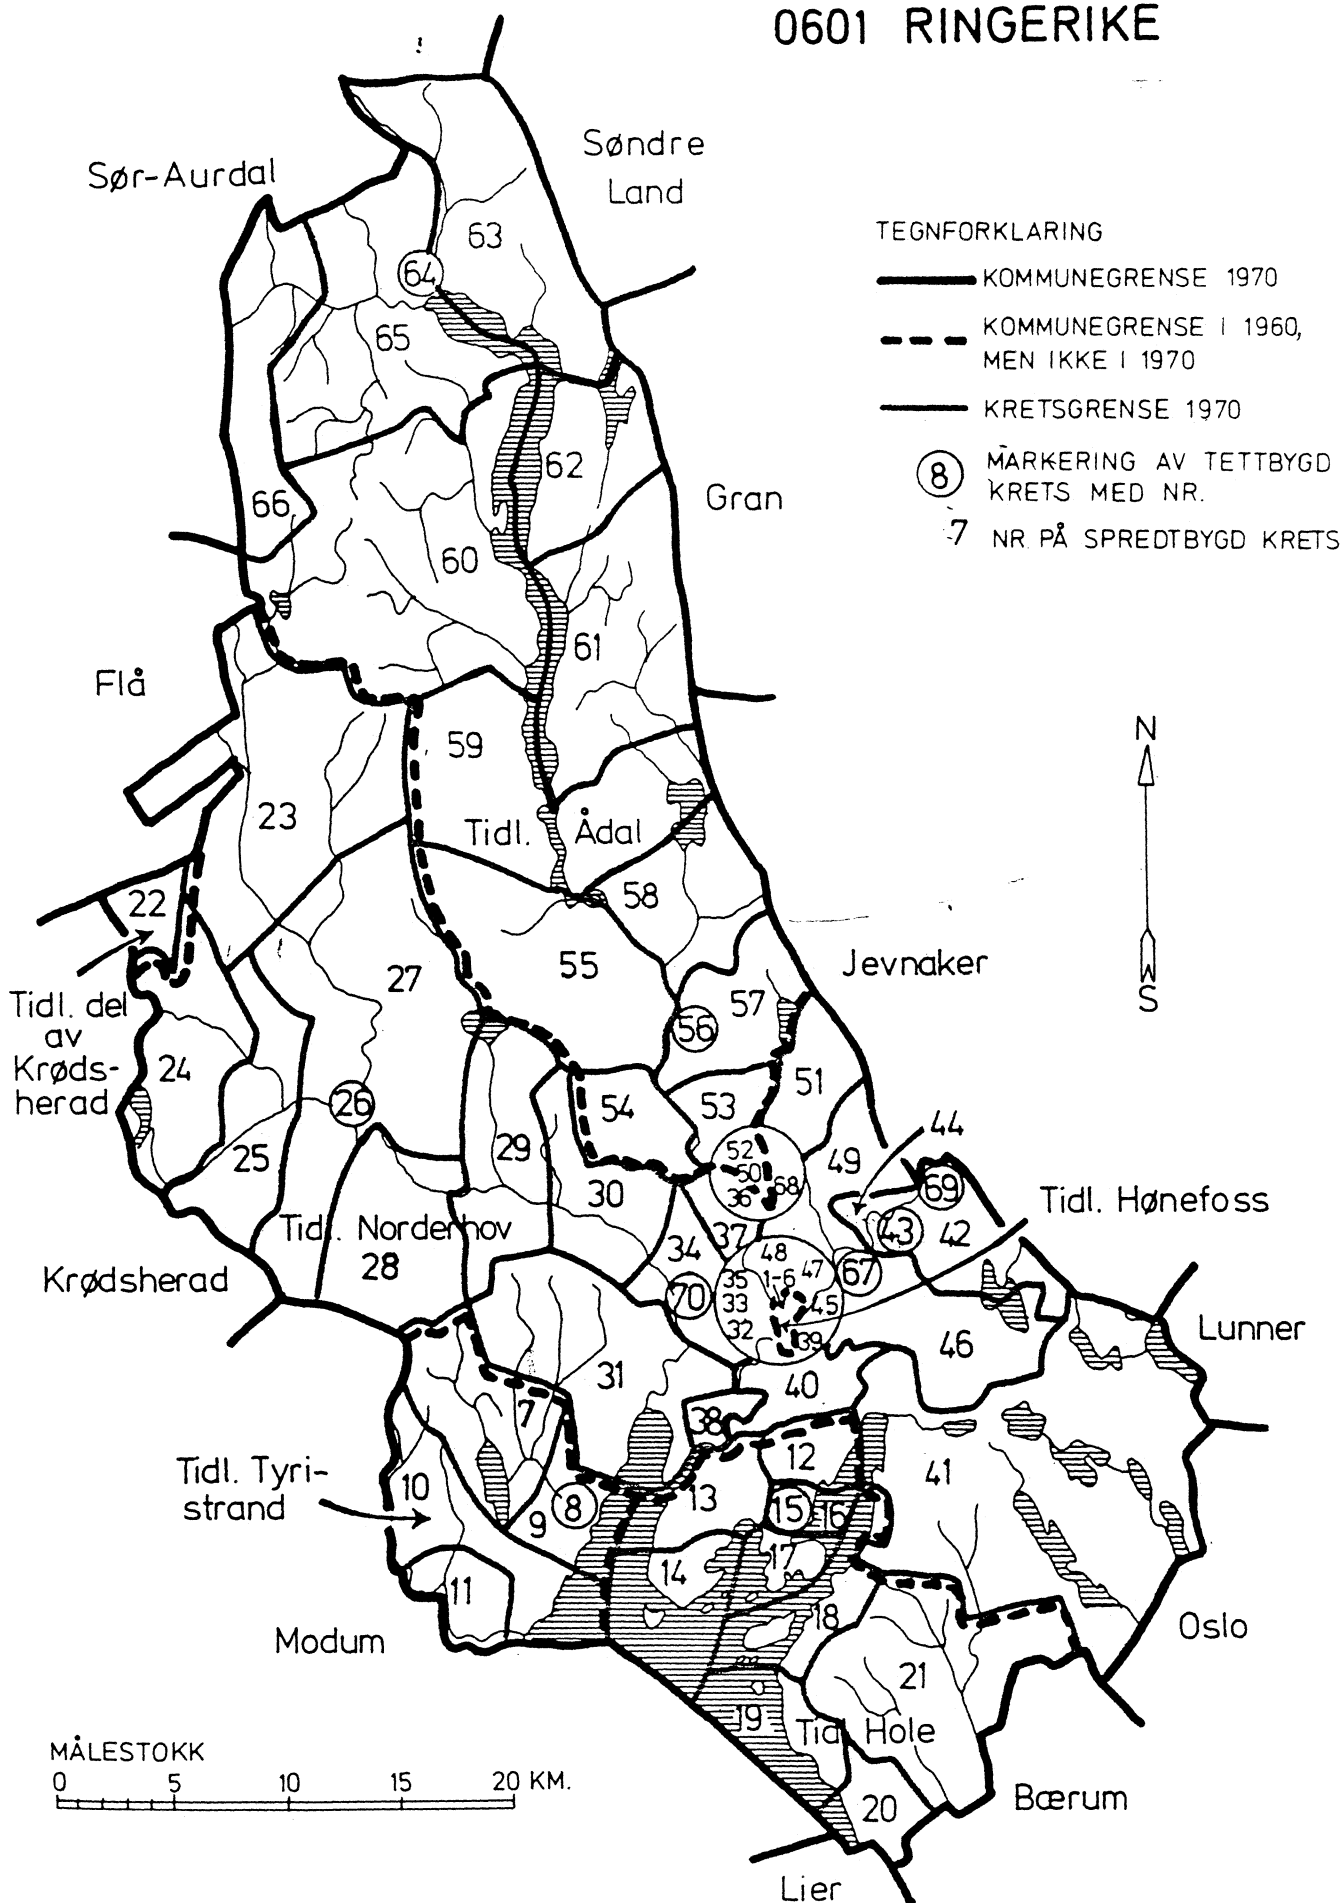 0601 RINGERIKE
Sør-Aurdal
Søndre
Land
TEGNFORKLARING
KOMMUNEGRENSE 1970
KOMMUNEGRENSE I 1960,
MEN IKKE I 1970
KRETSGRENSE 1970
8 MARKERING AV TETTBYGD
KRETS MED NR.
7 NR. PÅ SPREDTBYGD KRETS
63
64
65
62
66
Gran
60
61
Flå
59
N
S
23
Tidl. Ådal
22
58
55
27
Jevnaker
57
56
Tidl. del
av
Krøds-
herad
24
26
25
54
53
51
29
52
50
36
68
49
44
30
69
Tidl. Hønefoss
Tidl. Norderhov
28
34
37
43
42
48
47
67
35
1-6
70
33
45
32
39
Krødsherad
46
Lunner
31
40
7
38
12
41
Tidl. Tyri-
strand
10
9
8
13
15
16
17
14
11
18
Modum
21
Oslo
19
Tidl. Hole
20
Bærum
Lier
MÅLESTOKK
0 5 10 15 20 KM.